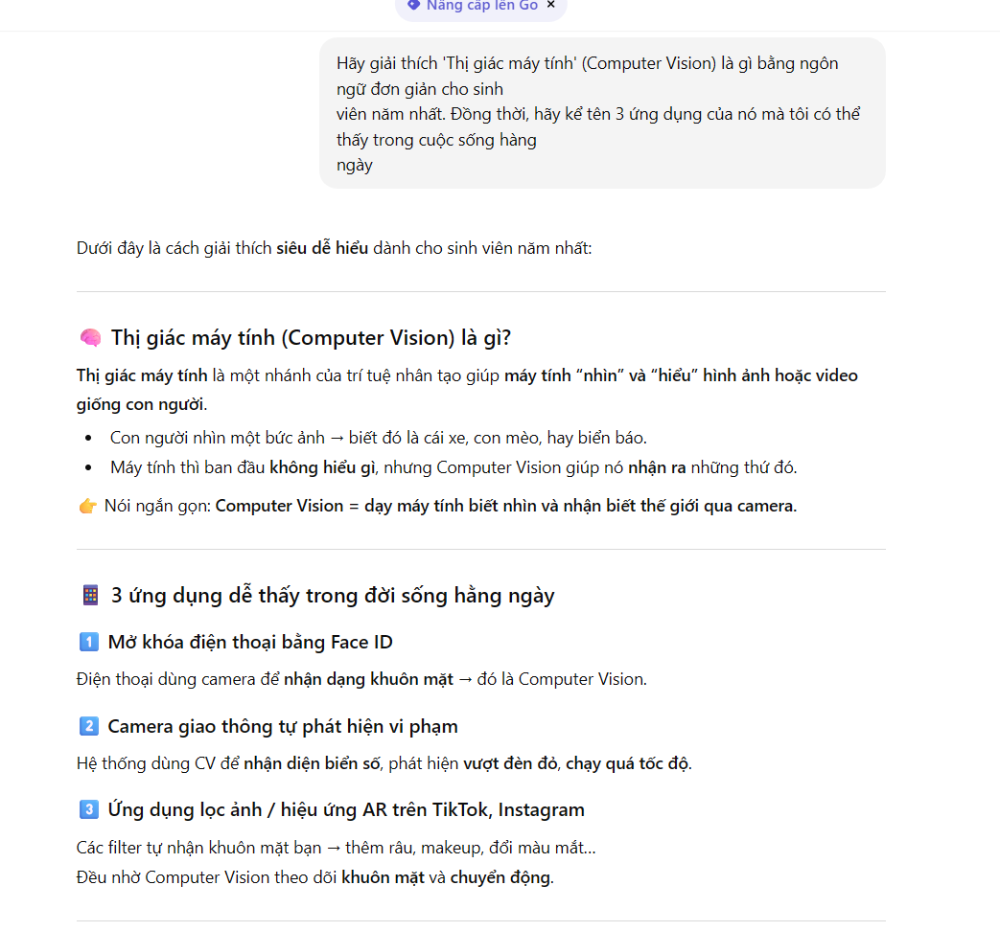 Nâng cấp lên Go ×
Hãy giải thích 'Thị giác máy tính' (Computer Vision) là gì bằng ngôn
ngữ đơn giản cho sinh
viên năm nhất. Đồng thời, hãy kể tên 3 ứng dụng của nó mà tôi có thể
thấy trong cuộc sống hàng
ngày
Dưới đây là cách giải thích siêu dễ hiểu dành cho sinh viên năm nhất:
🧠 Thị giác máy tính (Computer Vision) là gì?
Thị giác máy tính là một nhánh của trí tuệ nhân tạo giúp máy tính “nhìn” và “hiểu” hình ảnh hoặc video
giống con người.
• Con người nhìn một bức ảnh → biết đó là cái xe, con mèo, hay biển báo.
• Máy tính thì ban đầu không hiểu gì, nhưng Computer Vision giúp nó nhận ra những thứ đó.
👉 Nói ngắn gọn: Computer Vision = dạy máy tính biết nhìn và nhận biết thế giới qua camera.
3 ứng dụng dễ thấy trong đời sống hằng ngày
1️⃣ Mở khóa điện thoại bằng Face ID
Điện thoại dùng camera để nhận dạng khuôn mặt → đó là Computer Vision.
2️⃣ Camera giao thông tự phát hiện vi phạm
Hệ thống dùng CV để nhận diện biển số, phát hiện vượt đèn đỏ, chạy quá tốc độ.
3️⃣ Ứng dụng lọc ảnh / hiệu ứng AR trên TikTok, Instagram
Các filter tự nhận khuôn mặt bạn → thêm râu, makeup, đổi màu mắt…
Đều nhờ Computer Vision theo dõi khuôn mặt và chuyển động.